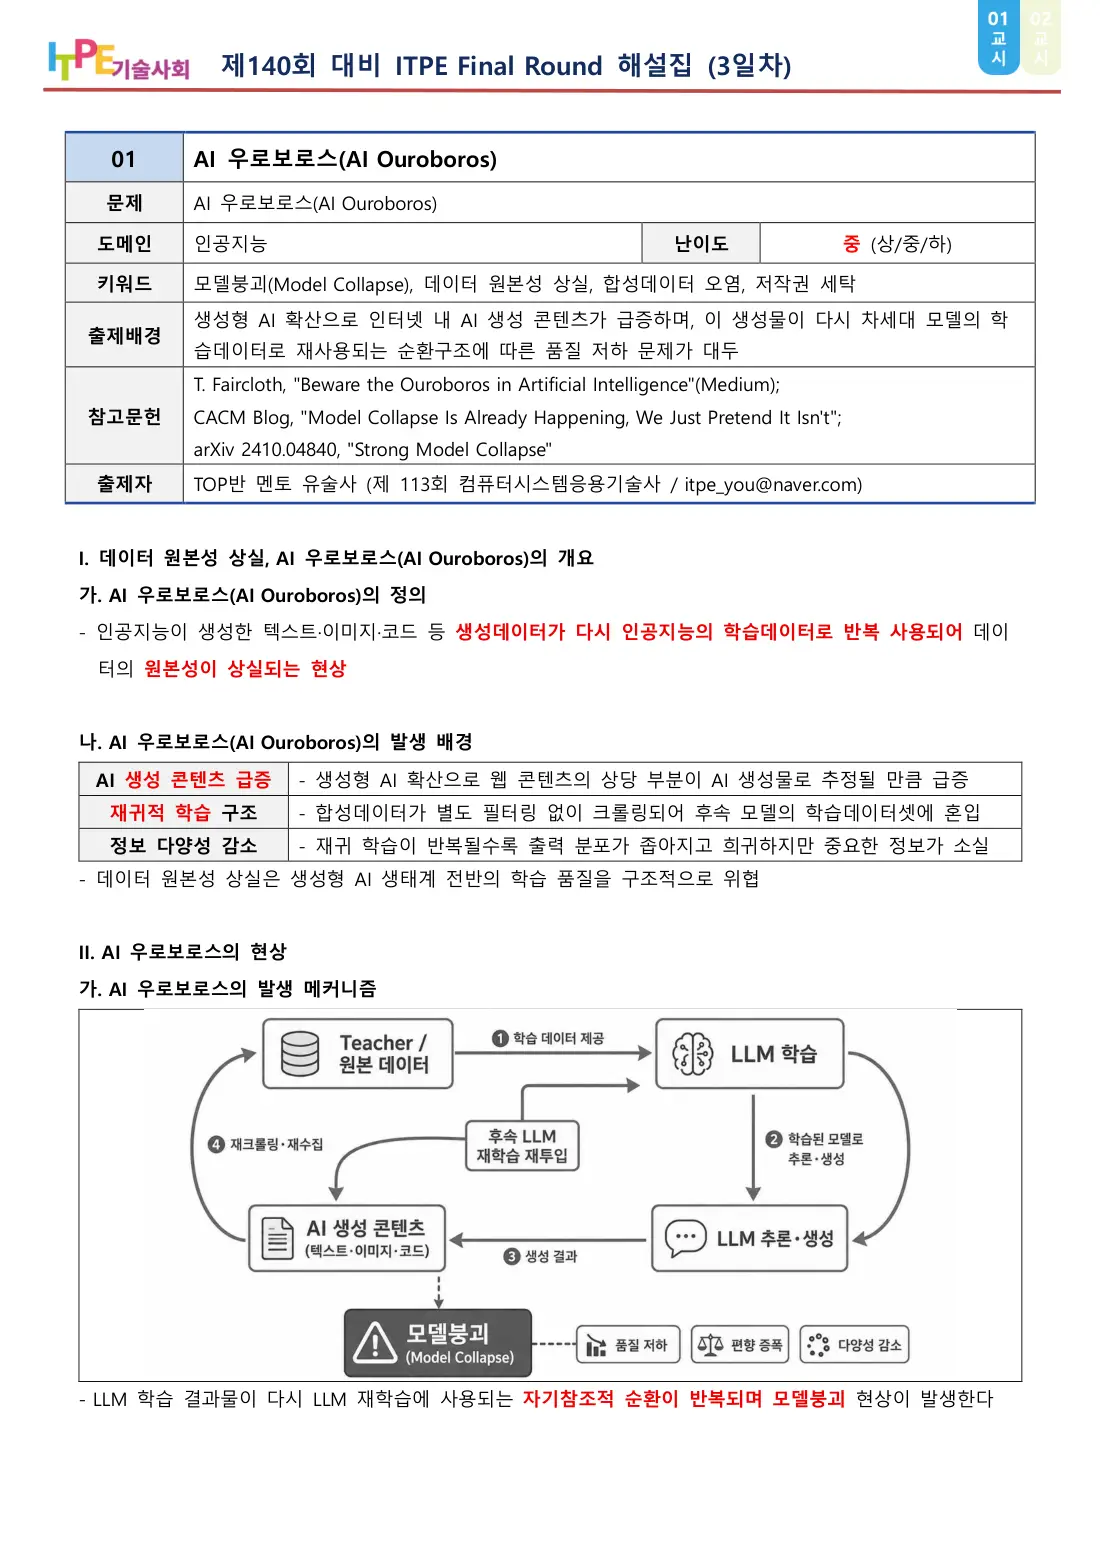 01 교시
02 교시
ITPE기술사회 제140회 대비 ITPE Final Round 해설집 (3일차)
01 AI 우로보로스(AI Ouroboros)
문제 AI 우로보로스(AI Ouroboros)
도메인 인공지능 난이도 중 (상/중/하)
키워드 모델붕괴(Model Collapse), 데이터 원본성 상실, 합성데이터 오염, 저작권 세탁
출제배경 생성형 AI 확산으로 인터넷 내 AI 생성 콘텐츠가 급증하며, 이 생성물이 다시 차세대 모델의 학
습데이터로 재사용되는 순환구조에 따른 품질 저하 문제가 대두
참고문헌 T. Faircloth, "Beware the Ouroboros in Artificial Intelligence"(Medium);
CACM Blog, "Model Collapse Is Already Happening, We Just Pretend It Isn't";
arXiv 2410.04840, "Strong Model Collapse"
출제자 TOP반 멘토 유술사 (제 113회 컴퓨터시스템응용기술사 / itpe_you@naver.com)
I. 데이터 원본성 상실, AI 우로보로스(AI Ouroboros)의 개요
가. AI 우로보로스(AI Ouroboros)의 정의
- 인공지능이 생성한 텍스트·이미지·코드 등 생성데이터가 다시 인공지능의 학습데이터로 반복 사용되어 데이
터의 원본성이 상실되는 현상
나. AI 우로보로스(AI Ouroboros)의 발생 배경
AI 생성 콘텐츠 급증 - 생성형 AI 확산으로 웹 콘텐츠의 상당 부분이 AI 생성물로 추정될 만큼 급증
재귀적 학습 구조 - 합성데이터가 별도 필터링 없이 크롤링되어 후속 모델의 학습데이터셋에 혼입
정보 다양성 감소 - 재귀 학습이 반복될수록 출력 분포가 좁아지고 희귀하지만 중요한 정보가 소실
- 데이터 원본성 상실은 생성형 AI 생태계 전반의 학습 품질을 구조적으로 위협
II. AI 우로보로스의 현상
가. AI 우로보로스의 발생 메커니즘
Teacher /
원본 데이터
1 학습 데이터 제공
LLM 학습
후속 LLM
재학습 재투입
4 재크롤링·재수집
2 학습된 모델로
추론·생성
AI 생성 콘텐츠
(텍스트·이미지·코드)
3 생성 결과
LLM 추론·생성
모델붕괴
(Model Collapse)
품질 저하
편향 증폭
다양성 감소
- LLM 학습 결과물이 다시 LLM 재학습에 사용되는 자기참조적 순환이 반복되며 모델붕괴 현상이 발생한다